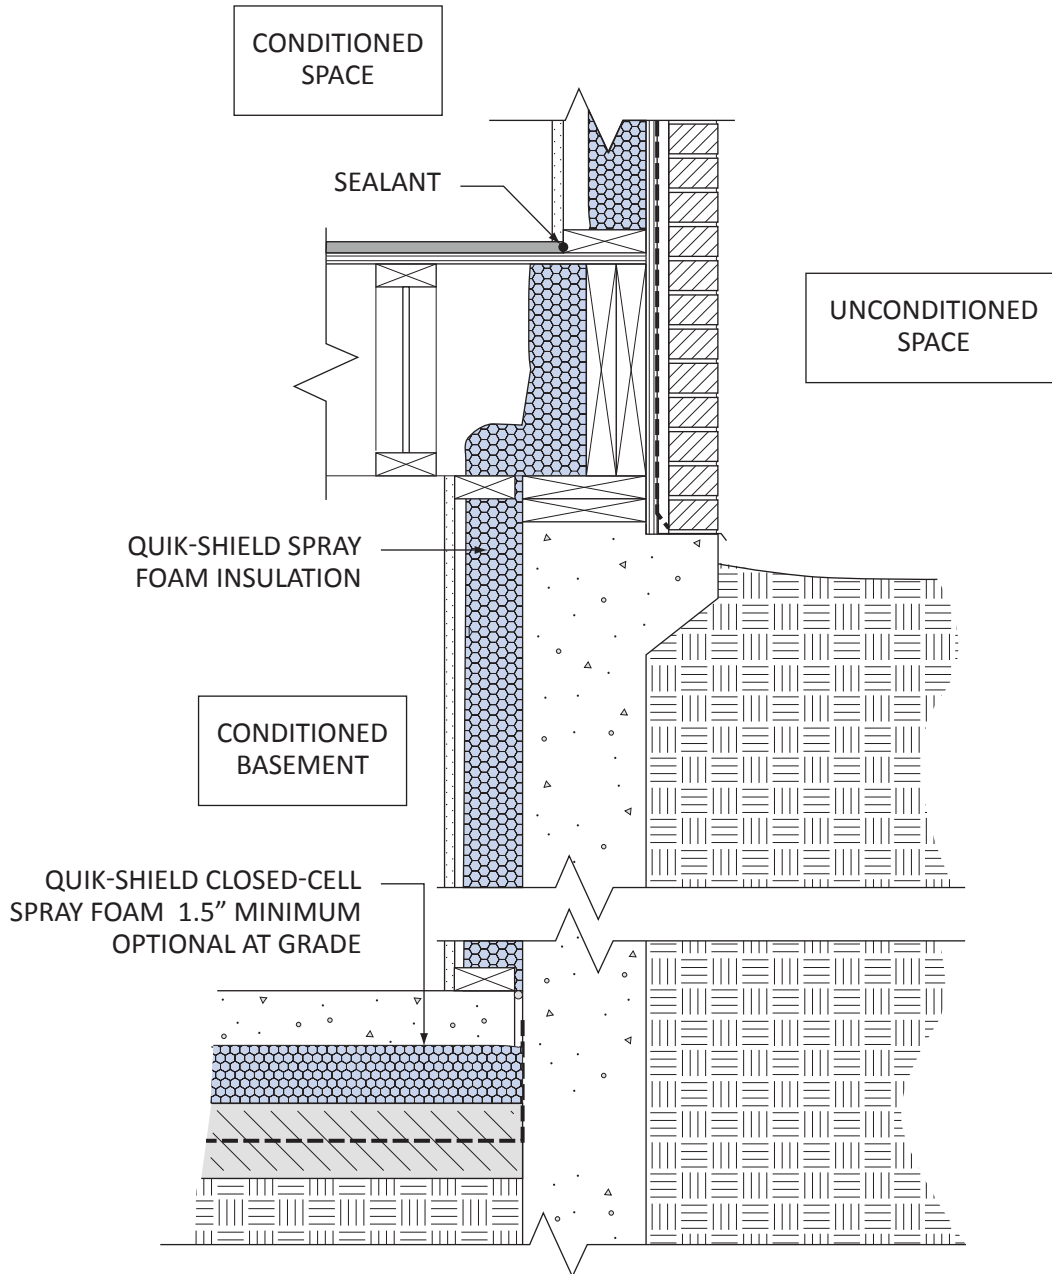 CONDITIONED
SPACE
SEALANT
UNCONDITIONED
SPACE
QUIK-SHIELD SPRAY
FOAM INSULATION
CONDITIONED
BASEMENT
QUIK-SHIELD CLOSED-CELL
SPRAY FOAM 1.5” MINIMUM
OPTIONAL AT GRADE